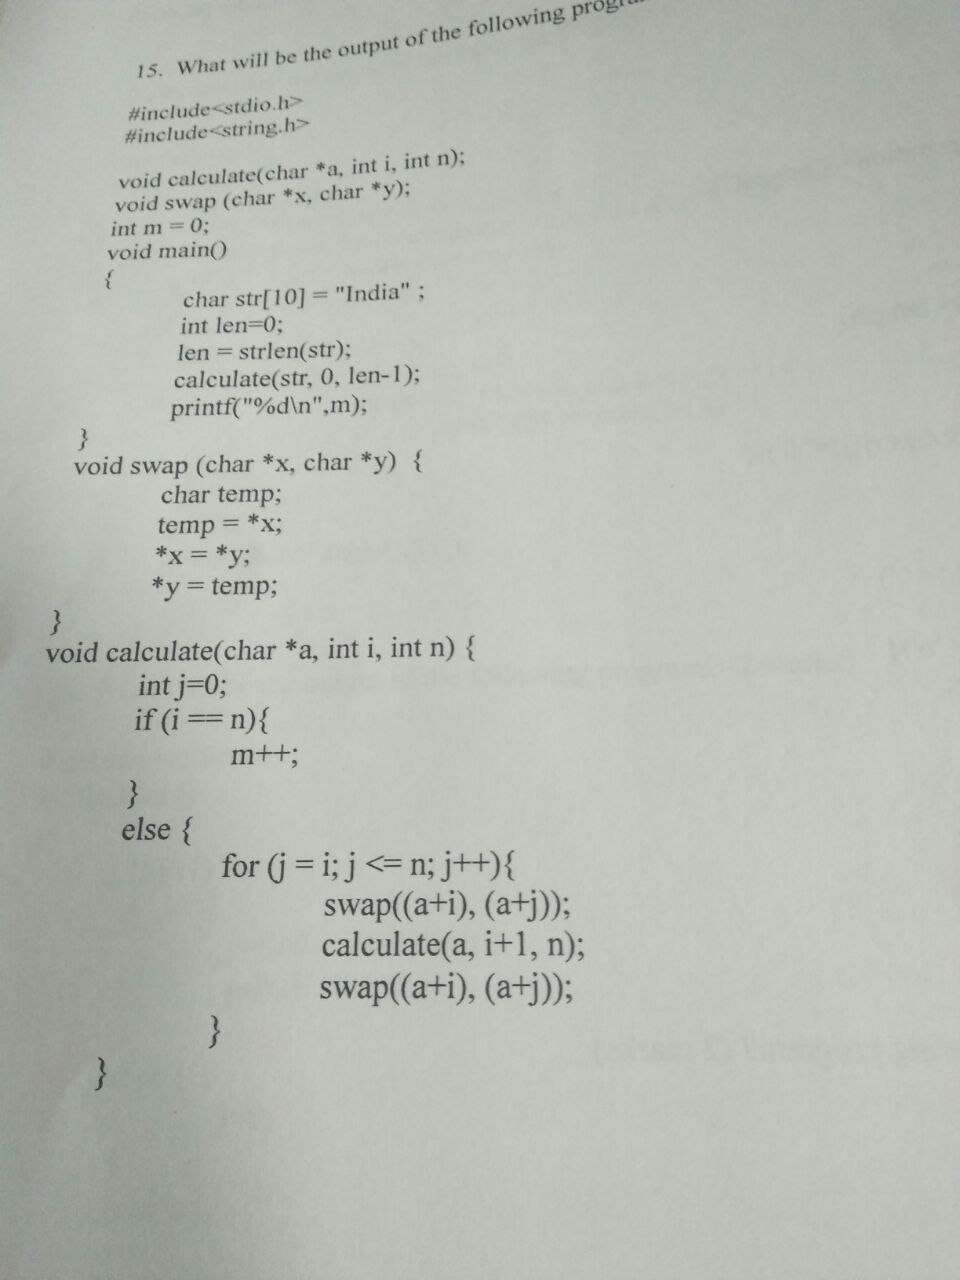 15. What will be the output of the following
#include<stdio.h>
#include<string.h>
void calculate(char *a, int i, int n);
void swap (char *x, char *y);
int m = 0;
void main()
{
char str[10] = "India" ;
int len=0;
len = strlen(str);
calculate(str, 0, len-1);
printf("%d\n",m);
}
void swap (char *x, char *y) {
char temp;
temp = *x;
*x = *y;
*y = temp;
}
void calculate(char *a, int i, int n) {
int j=0;
if (i == n){
m++;
}
else {
for (j = i; j <= n; j++){
swap((a+i), (a+j));
calculate(a, i+1, n);
swap((a+i), (a+j));
}
}